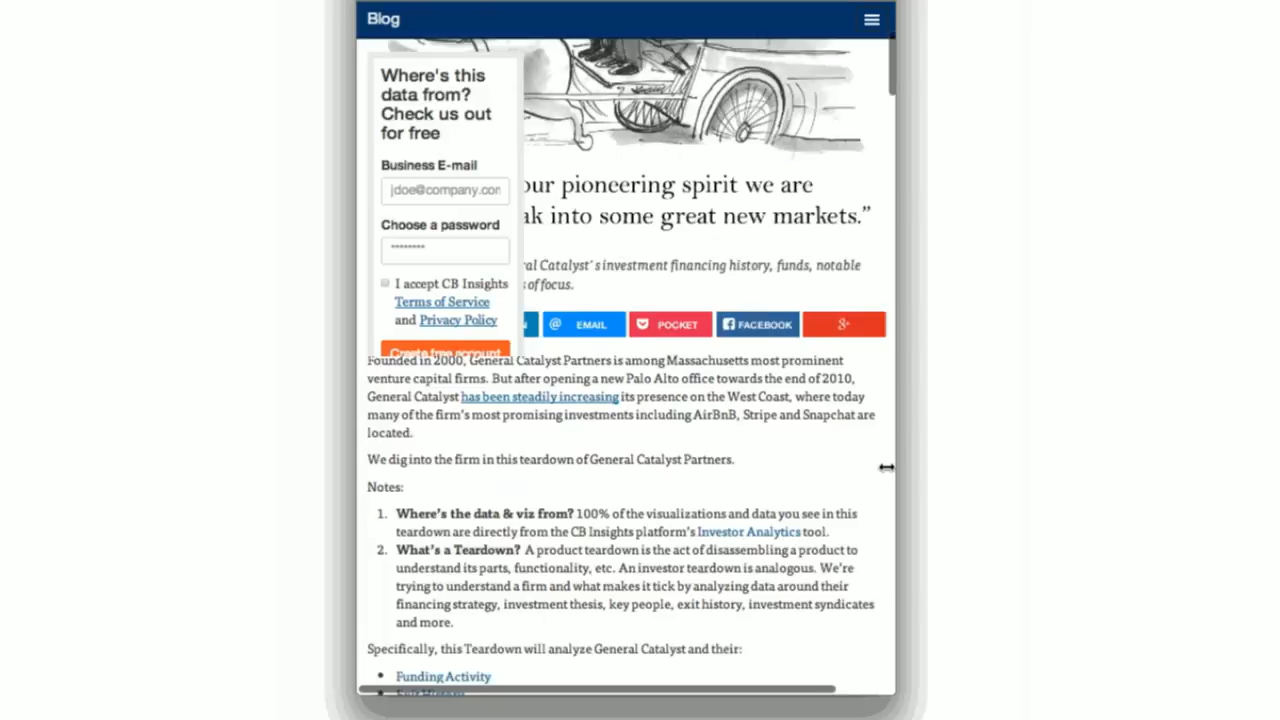 Blog
Where's this
data from?
Check us out
for free
Business E-mail
jdoe@company.com
Choose a password
********
I accept CB Insights
Terms of Service
and Privacy Policy
Create free account
our pioneering spirit we are
into some great new markets.”
Catalyst's investment financing history, funds, notable
of focus.
EMAIL
POCKET
FACEBOOK
g+
Founded in 2000, General Catalyst Partners is among Massachusetts most prominent
venture capital firms. But after opening a new Palo Alto office towards the end of 2010,
General Catalyst has been steadily increasing its presence on the West Coast, where today
many of the firm's most promising investments including AirBnB, Stripe and Snapchat are
located.
We dig into the firm in this teardown of General Catalyst Partners.
Notes:
1. Where's the data & viz from? 100% of the visualizations and data you see in this
teardown are directly from the CB Insights platform's Investor Analytics tool.
2. What's a Teardown? A product teardown is the act of disassembling a product to
understand its parts, functionality, etc. An investor teardown is analogous. We're
trying to understand a firm and what makes it tick by analyzing data around their
financing strategy, investment thesis, key people, exit history, investment syndicates
and more.
Specifically, this Teardown will analyze General Catalyst and their:
Funding Activity